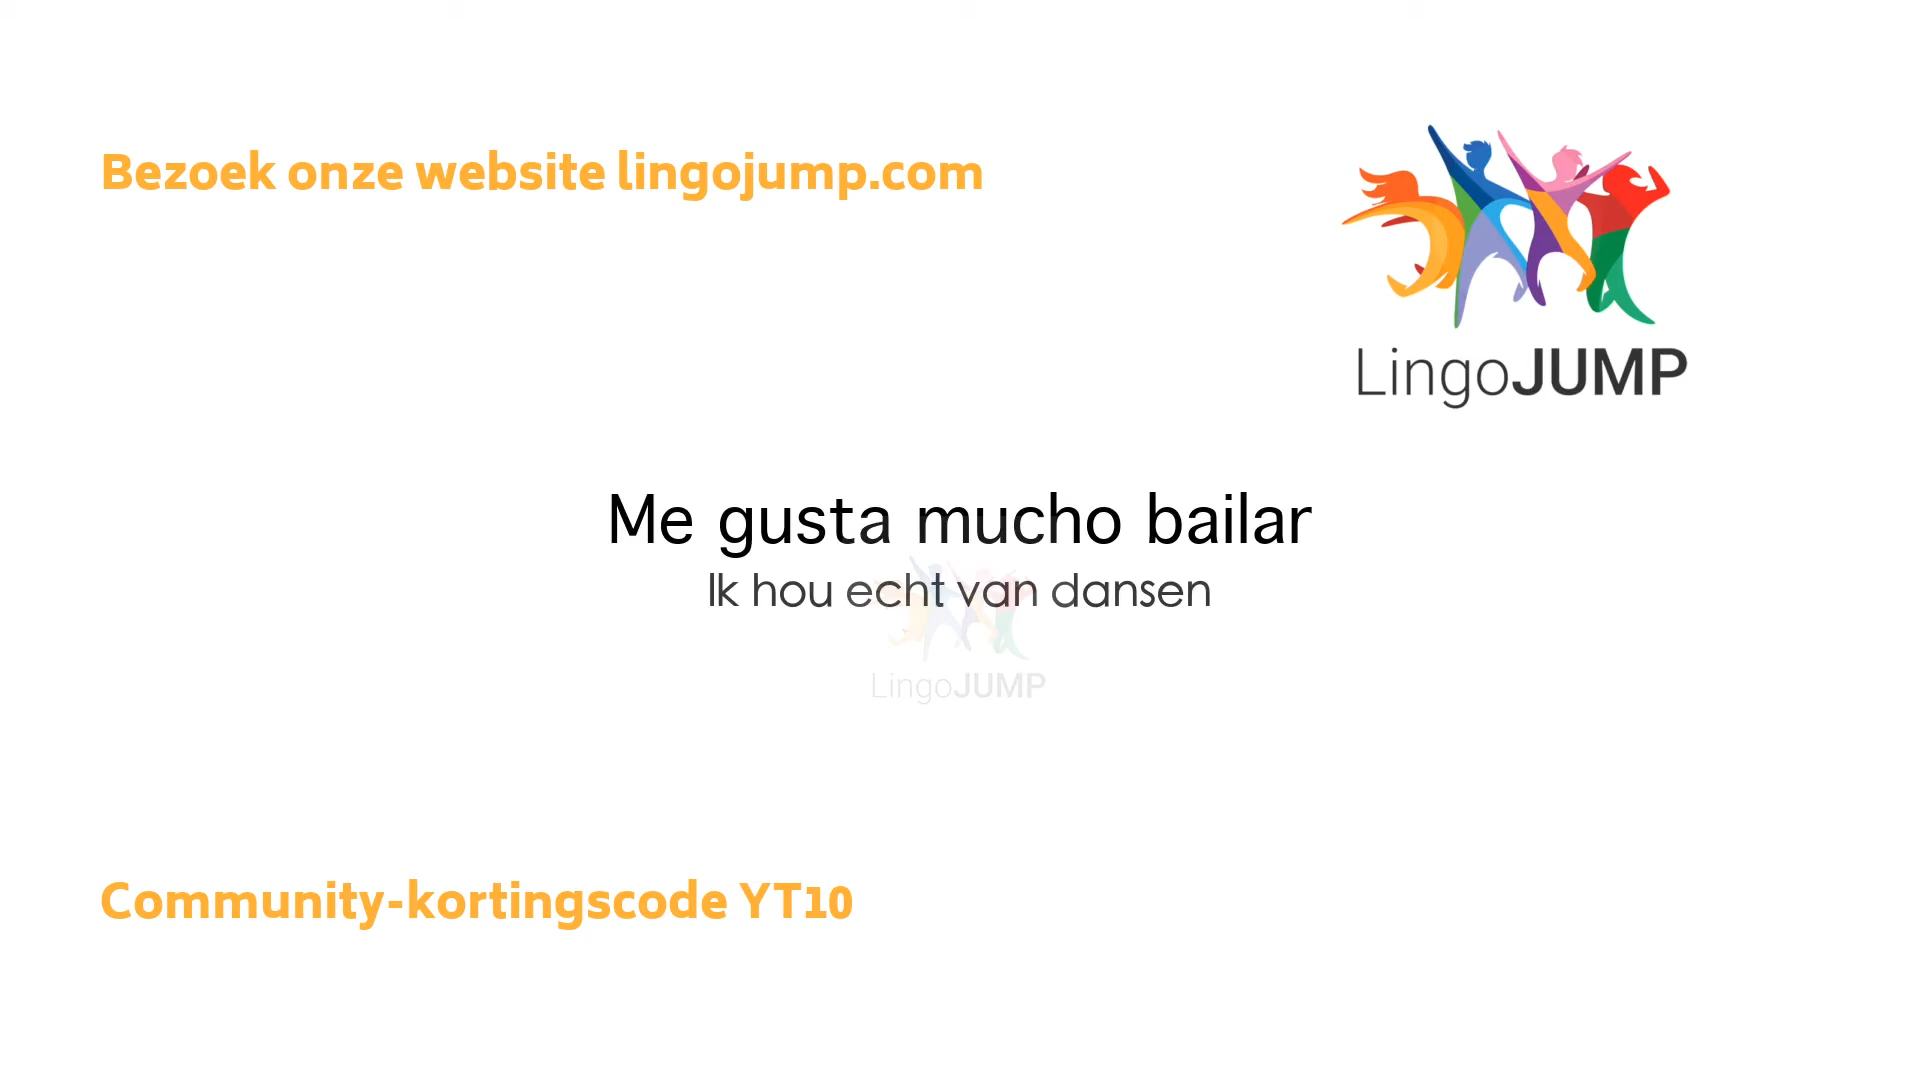 Bezoek onze website lingojump.com
LingoJUMP
Me gusta mucho bailar
Ik hou echt van dansen
LingoJUMP
Community-kortingscode YT10